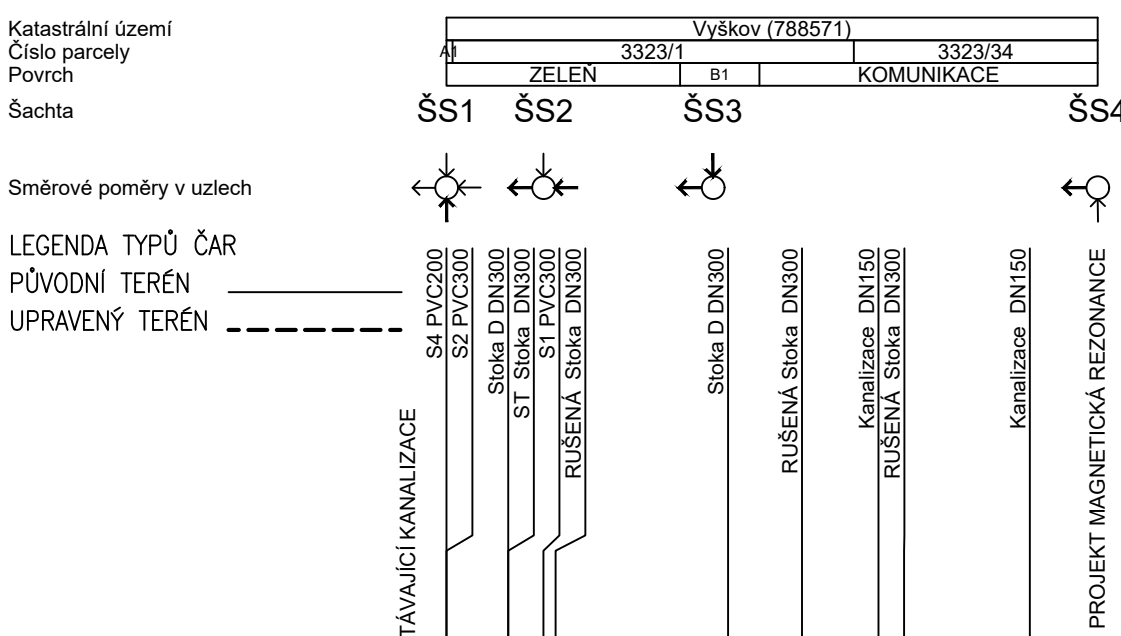 Katastrální území
Vyškov (788571)
Číslo parcely
A1
3323/1
3323/34
Povrch
ZELEŇ
B1
KOMUNIKACE
Šachta
ŠS1
ŠS2
ŠS3
ŠS4
Směrové poměry v uzlech
LEGENDA TYPŮ ČAR
PŮVODNÍ TERÉN
UPRAVENÝ TERÉN
TÁVAJÍCÍ KANALIZACE
S4 PVC200
S2 PVC300
Stoka D DN300
ST Stoka DN300
S1 PVC300
RUŠENÁ Stoka DN300
Stoka D DN300
RUŠENÁ Stoka DN300
Kanalizace DN150
RUŠENÁ Stoka DN300
Kanalizace DN150
PROJEKT MAGNETICKÁ REZONANCE